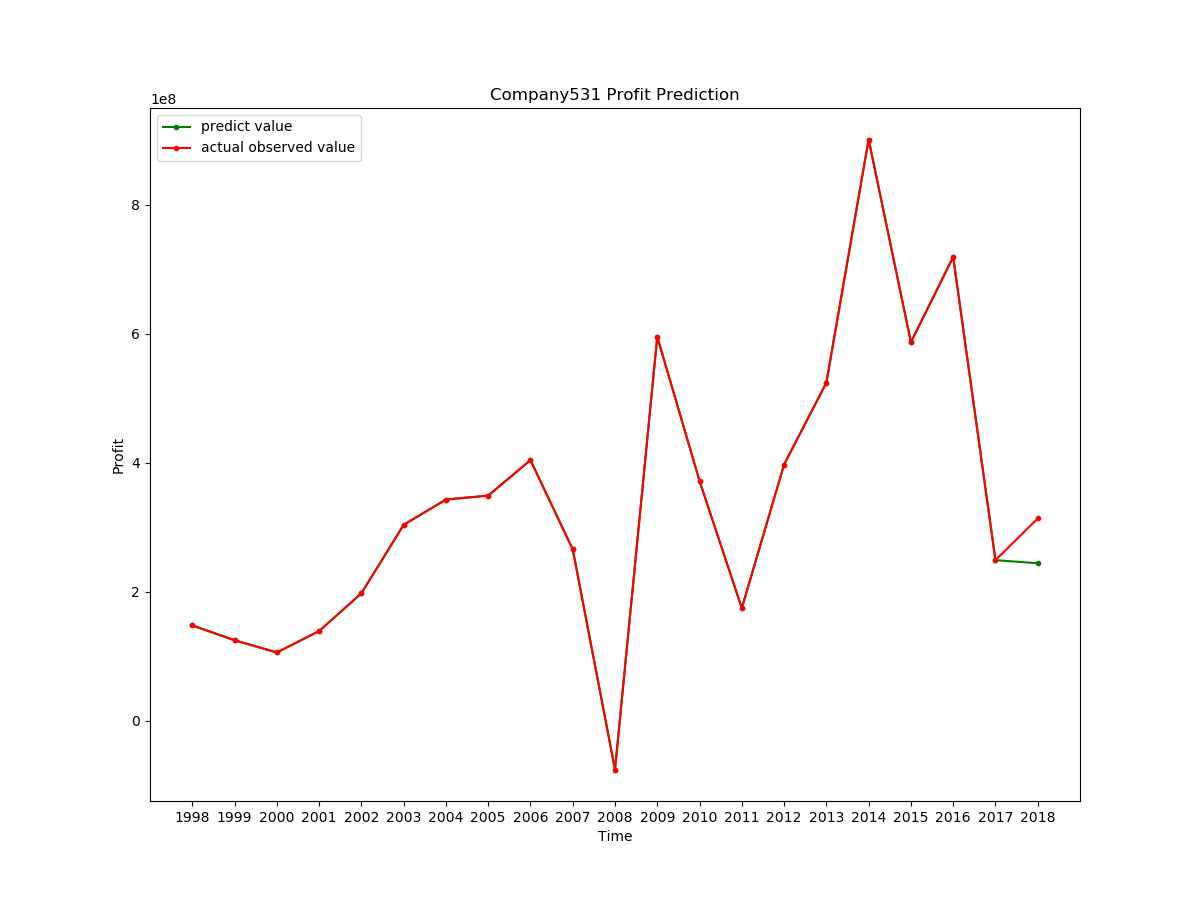 Company531 Profit Prediction
1e8
predict value
actual observed value
8
6
4
2
0
Profit
1998 1999 2000 2001 2002 2003 2004 2005 2006 2007 2008 2009 2010 2011 2012 2013 2014 2015 2016 2017 2018
Time